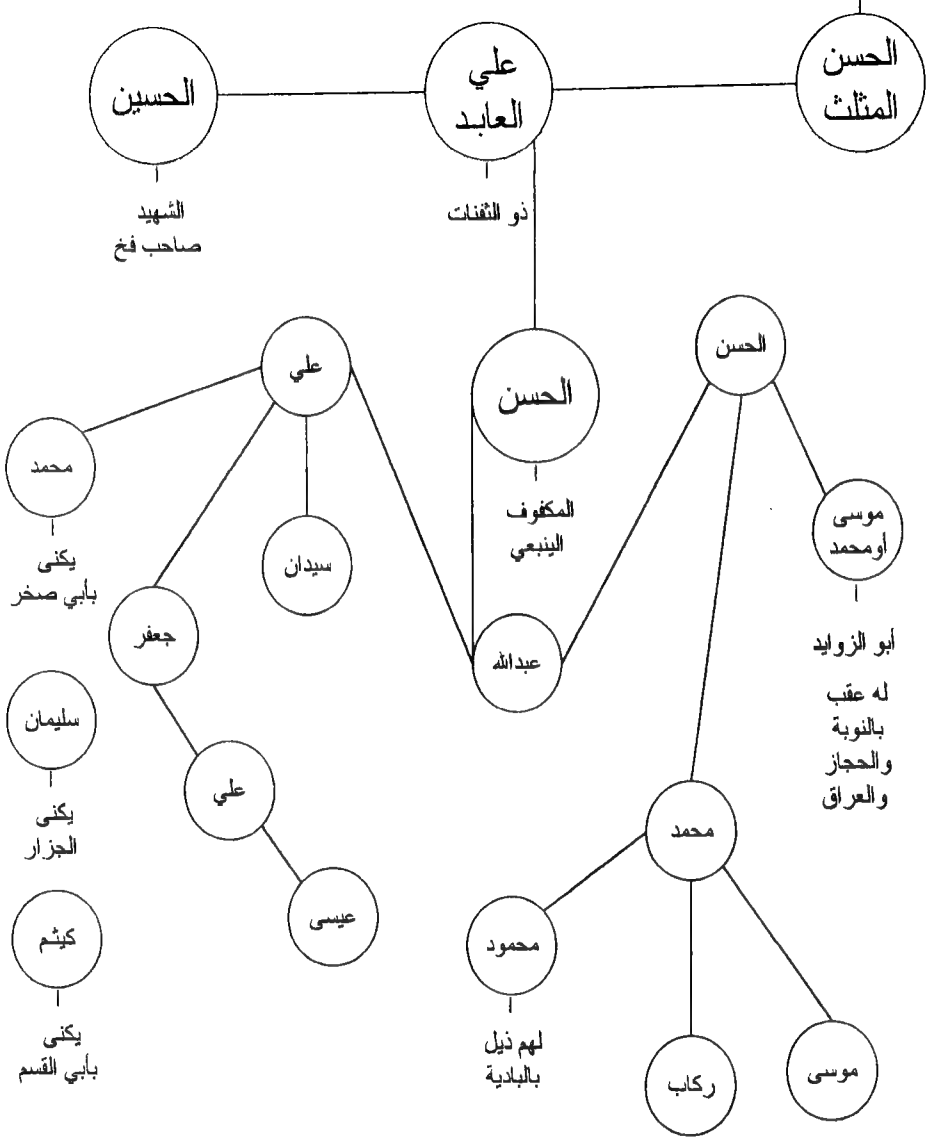 الحسن
المثلث
علي
العابد
الحسين
ذو الثفنات
الشهيد
صاحب فخ
الحسن
علي
الحسن
المكفوف
الينبعي
محمد
يكنى
بأبي صخر
سيدان
موسى
أومحمد
أبو الزوايد
له عقب
بالنوبة
والحجاز
والعراق
جعفر
عبدالله
سليمان
يكنى
الجزار
علي
محمد
عيسى
كيثم
يكنى
بأبي القسم
محمود
لهم ذيل
بالبادية
ركاب
موسى